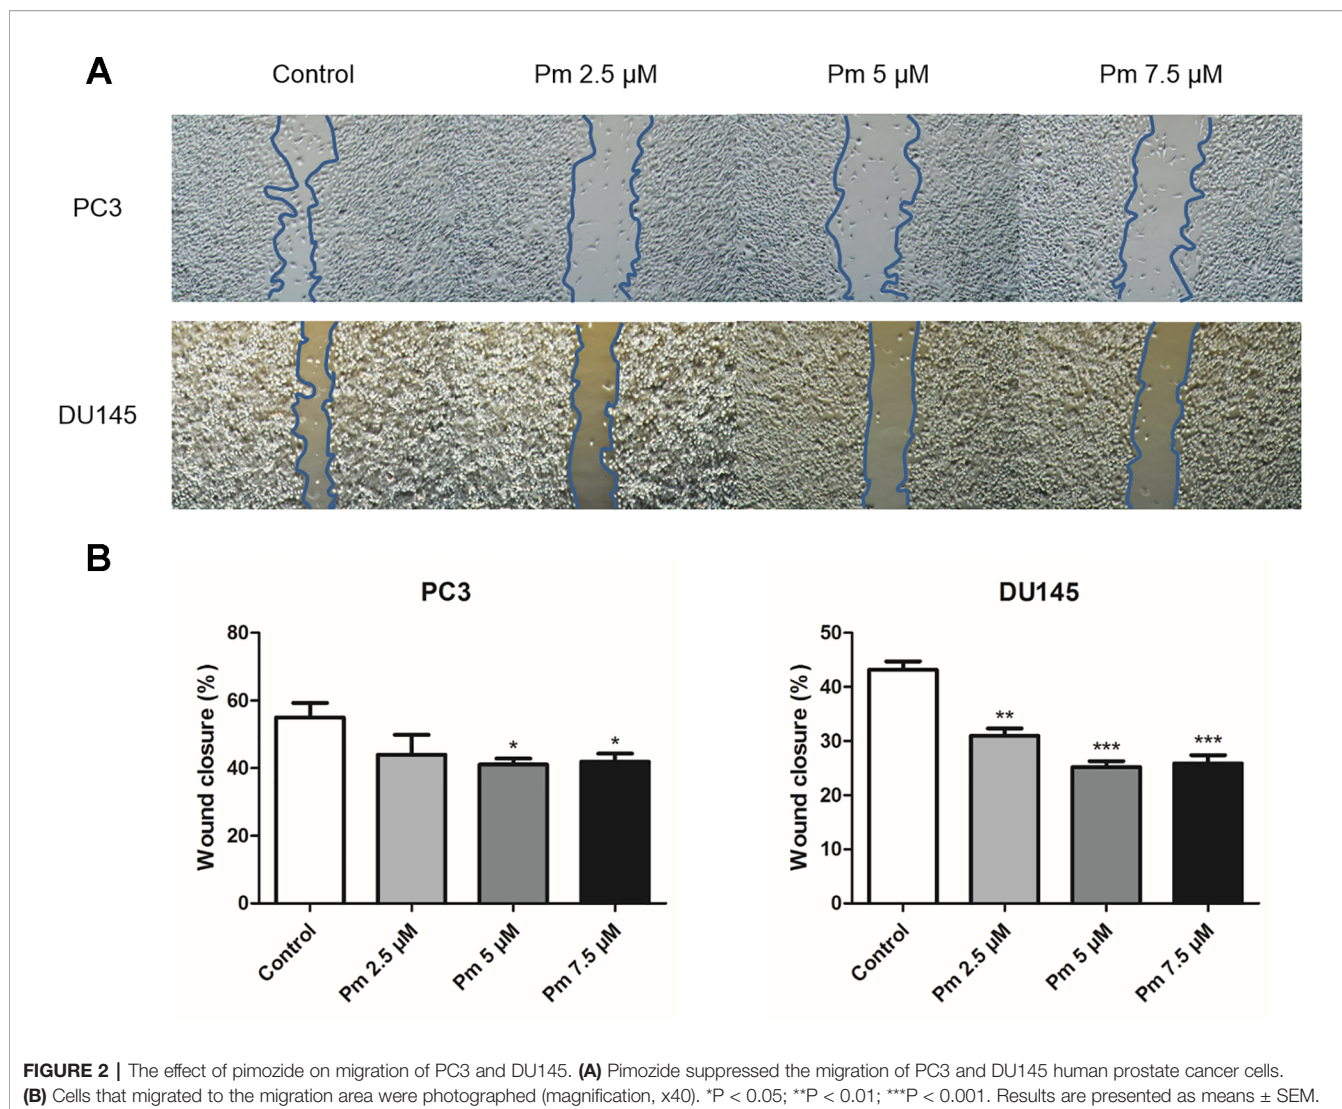 A
Control
Pm 2.5 µM
Pm 5 µM
Pm 7.5 µM
PC3
DU145
B
PC3
Wound closure (%)
80
60
40
20
0
*
*
Control
Pm 2.5 µM
Pm 5 µM
Pm 7.5 µM
DU145
Wound closure (%)
50
40
30
20
10
0
**
***
***
Control
Pm 2.5 µM
Pm 5 µM
Pm 7.5 µM
FIGURE 2 | The effect of pimozide on migration of PC3 and DU145. (A) Pimozide suppressed the migration of PC3 and DU145 human prostate cancer cells.
(B) Cells that migrated to the migration area were photographed (magnification, x40). *P < 0.05; **P < 0.01; ***P < 0.001. Results are presented as means ± SEM.